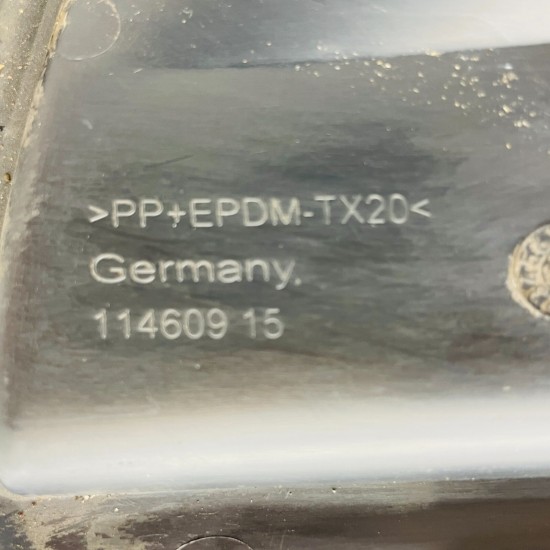 >PP+EPDM-TX20<
Germany.
114609 15